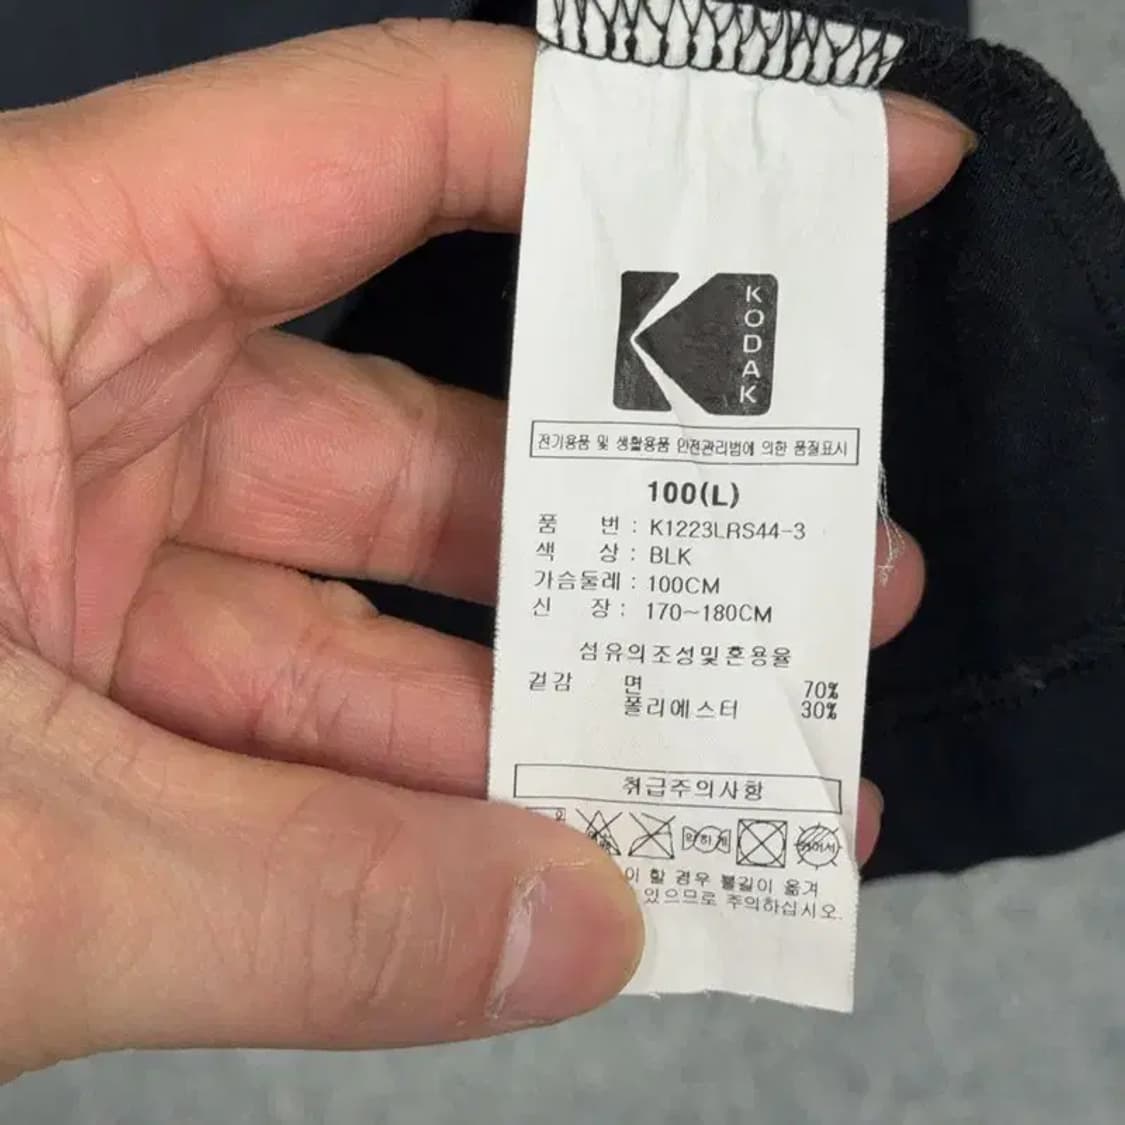 KODAK
전기용품 및 생활용품 안전관리법에 의한 품질표시
100(L)
품 번 : K1223LRS44-3
색 상 : BLK
가슴둘레 : 100CM
신 장 : 170~180CM
섬유의조성및혼용율
겉감 면 70%
폴리에스터 30%
취급주의사항
약하게
이 할 경우 불길이 옮겨
있으므로 주의하십시오.